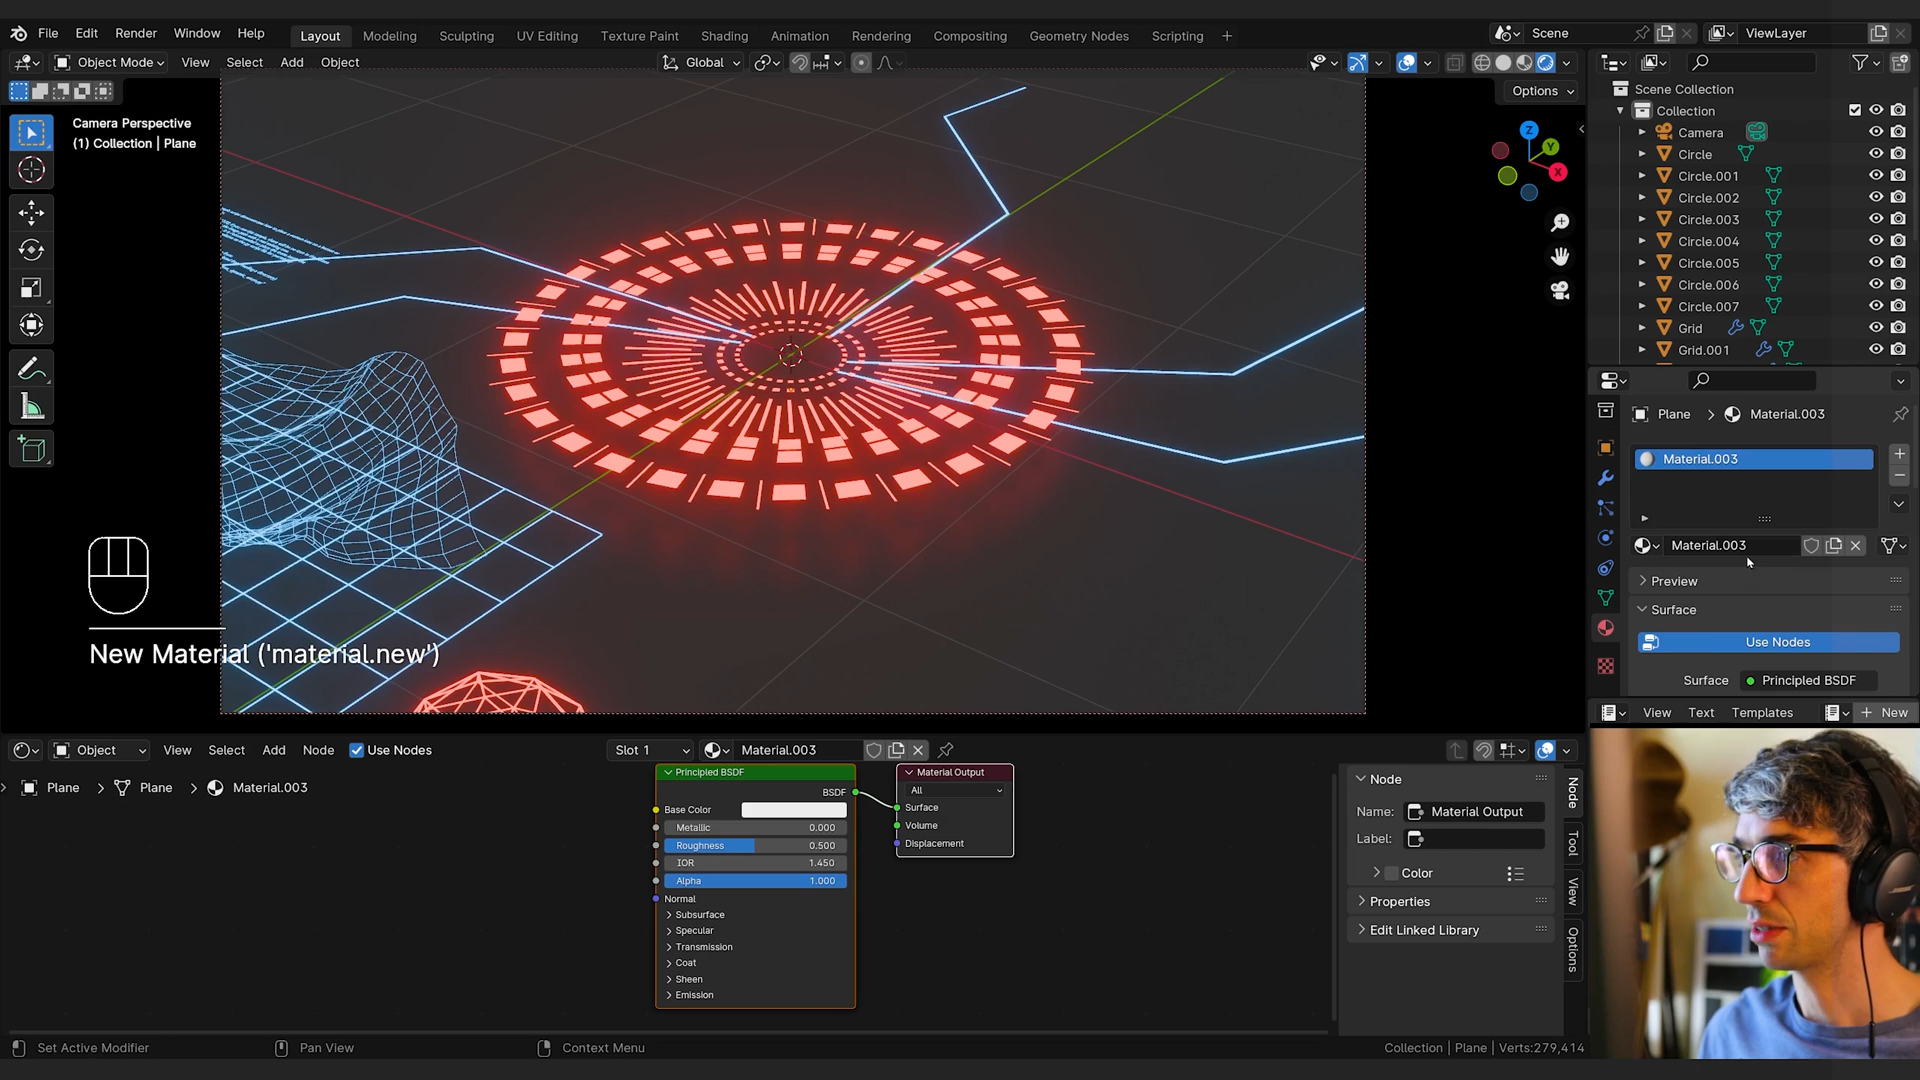 File Edit Render Window Help Layout Modeling Sculpting UV Editing Texture Paint Shading Animation Rendering Compositing Geometry Nodes Scripting + Scene ViewLayer
Object Mode View Select Add Object Global
Options
Camera Perspective
(1) Collection | Plane
Z
Y
X
New Material ('material.new')
Scene Collection
Collection
Camera
Circle
Circle.001
Circle.002
Circle.003
Circle.004
Circle.005
Circle.006
Circle.007
Grid
Grid.001
Plane > Material.003
Material.003
Material.003
Preview
Surface
Use Nodes
Surface Principled BSDF
View Text Templates + New
Object View Select Add Node Use Nodes Slot 1 Material.003
Plane > Plane > Material.003
Principled BSDF
BSDF
Base Color
Metallic 0.000
Roughness 0.500
IOR 1.450
Alpha 1.000
Normal
Subsurface
Specular
Transmission
Coat
Sheen
Emission
Material Output
All
Surface
Volume
Displacement
Node
Name: Material Output
Label:
Color
Properties
Edit Linked Library
Node
Tool
View
Options
Set Active Modifier Pan View Context Menu Collection | Plane | Verts:279,414